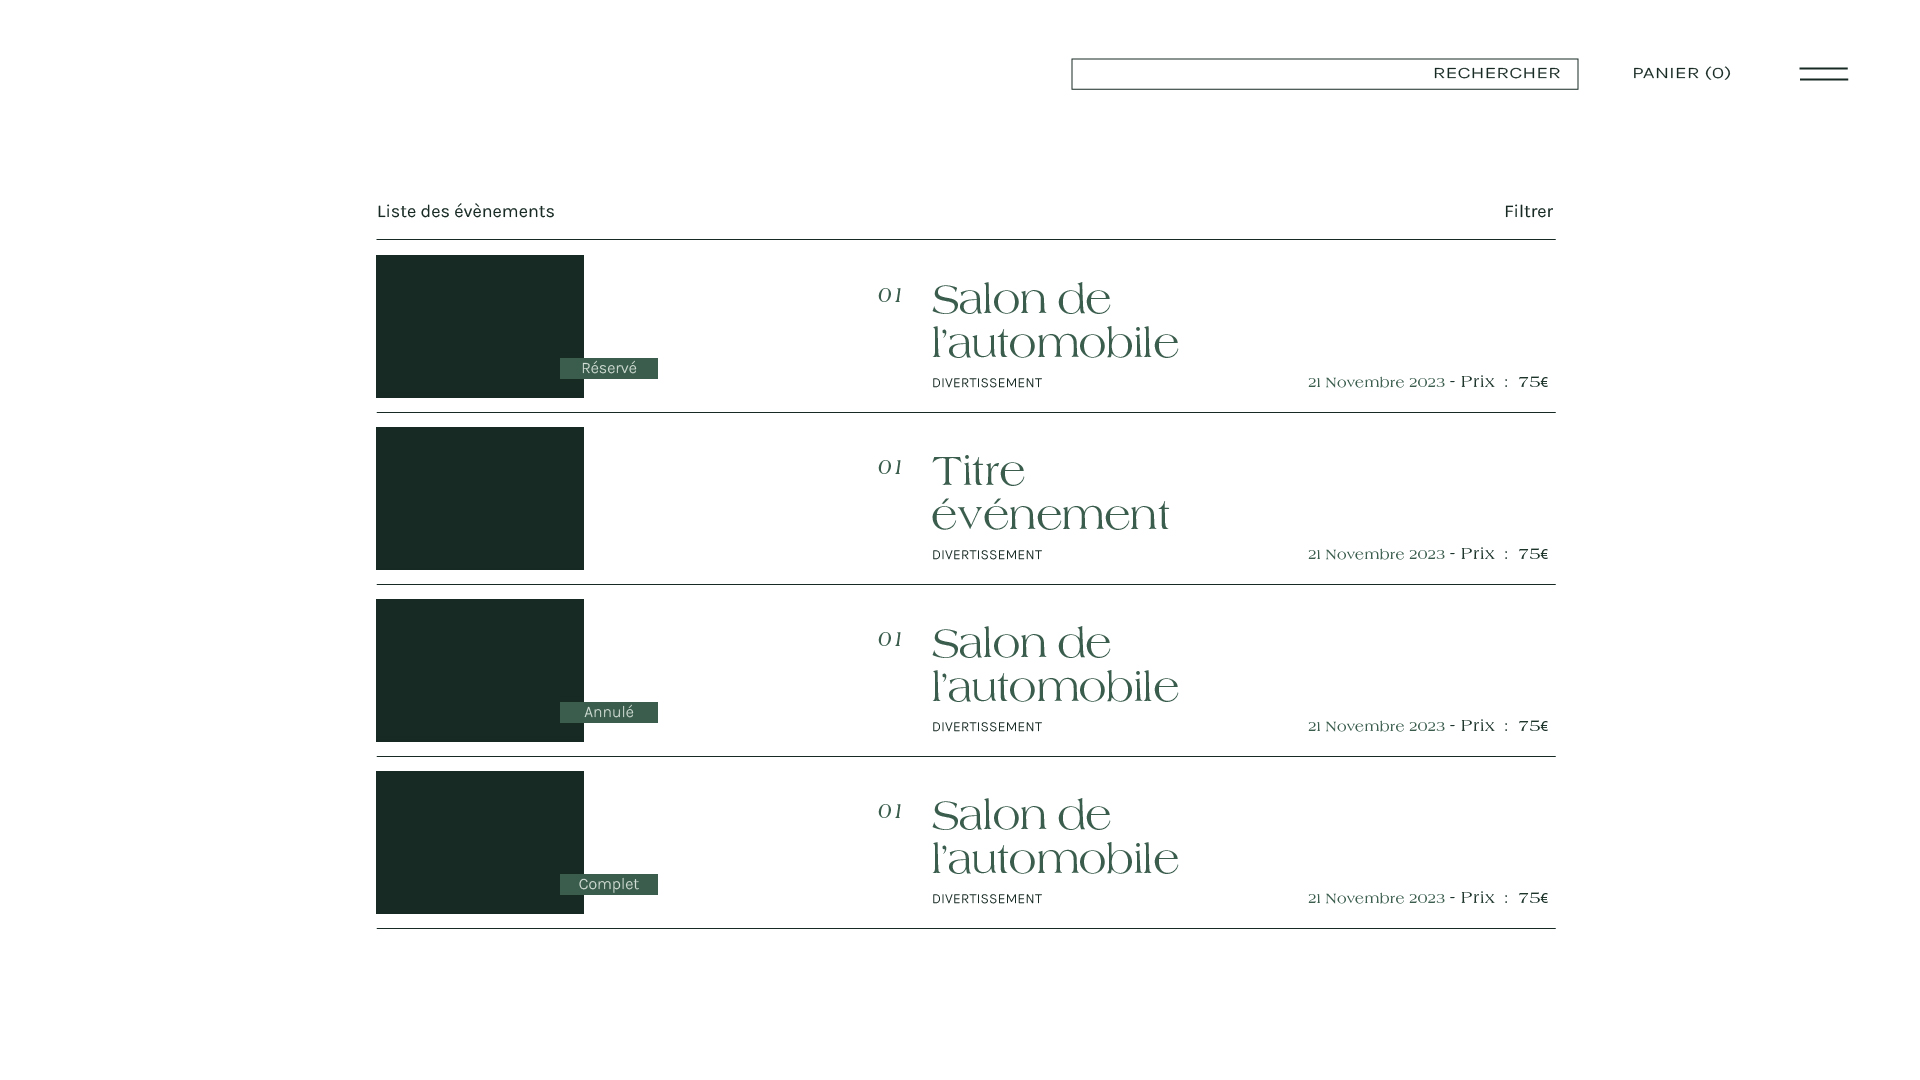 RECHERCHER PANIER (0)
Liste des évènements Filtrer
01 Salon de
l'automobile
Réservé
DIVERTISSEMENT 21 Novembre 2023 - Prix : 75€
01 Titre
événement
DIVERTISSEMENT 21 Novembre 2023 - Prix : 75€
01 Salon de
l'automobile
Annulé
DIVERTISSEMENT 21 Novembre 2023 - Prix : 75€
01 Salon de
l'automobile
Complet
DIVERTISSEMENT 21 Novembre 2023 - Prix : 75€